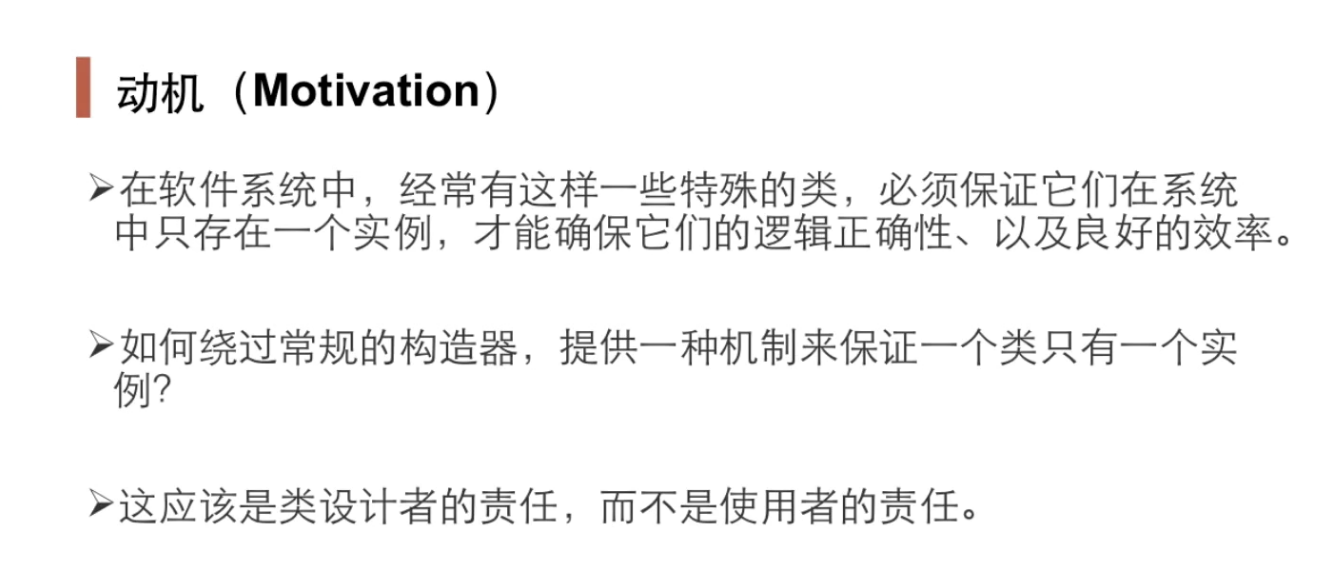 动机（Motivation）
➢在软件系统中，经常有这样一些特殊的类，必须保证它们在系统
中只存在一个实例，才能确保它们的逻辑正确性、以及良好的效率。
➢如何绕过常规的构造器，提供一种机制来保证一个类只有一个实
例?
➢这应该是类设计者的责任，而不是使用者的责任。